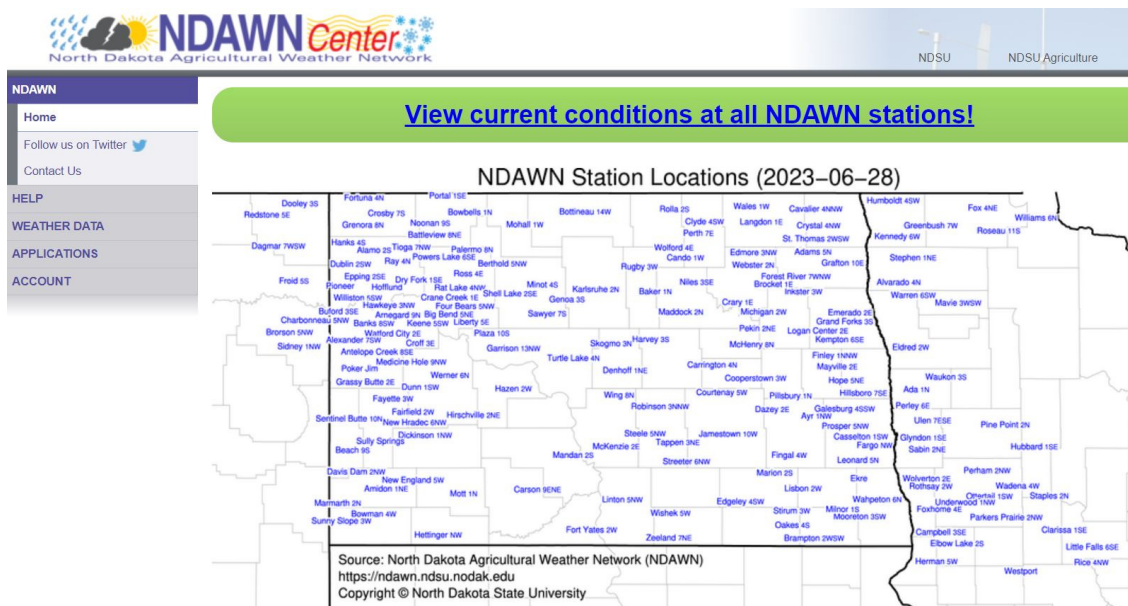 NDAWN Center
North Dakota Agricultural Weather Network
NDSU NDSU Agriculture
NDAWN
Home
Follow us on Twitter
Contact Us
HELP
WEATHER DATA
APPLICATIONS
ACCOUNT
View current conditions at all NDAWN stations!
NDAWN Station Locations (2023-06-28)
Dooley 3S Fortuna 4N Portal 1SE
Redstone 5E Crosby 7S Bowbells 1N Bottineau 14W Rolla 2S Wales 1W Cavalier 4NNW Humboldt 4SW Fox 4NE
Grenora 8N Noonan 9S Mohall 1W Clyde 4SW Langdon 1E Crystal 4NW Greenbush 7W Williams 6N
Battleview 8NE Perth 7E St. Thomas 2WSW Kennedy 6W Roseau 11S
Dagmar 7WSW Hanks 4S Alamo 2S Tioga 7NW Palermo 8N Wolford 4E Edmore 3NW Adams 5N
Dublin 2SW Ray 4N Powers Lake 6SE Berthold 5NW Rugby 3W Cando 1W Webster 2N Grafton 10E Stephen 1NE
Froid 5S Epping 2SE Dry Fork 1SE Ross 4E Minot 4S Niles 3SE Forest River 7WNW Alvarado 4N
Pioneer Hofflund Rat Lake 4NW Shell Lake 2SE Karlsruhe 2N Baker 1N Brocket 1E Inkster 3W Warren 6SW
Williston 5SW Crane Creek 1E Genoa 3S Crary 1E Mavie 3WSW
Buford 3SE Hawkeye 3NW Four Bears 5NW Sawyer 7S Maddock 2N Michigan 2W Emerado 2E
Charbonneau 5NW Arnegard 9N Big Bend 5NE Grand Forks 3S
Banks 8SW Keene 5SW Liberty 5E
Brorson 5NW Watford City 2E Plaza 10S Pekin 2NE Logan Center 2E
Sidney 1NW Alexander 7SW Croff 3E Garrison 13NW Skogmo 3N Harvey 3S McHenry 8N Kempton 6SE Eldred 2W
Antelope Creek 8SE Turtle Lake 4N Finley 1NNW
Medicine Hole 9NW Carrington 4N Mayville 2E
Poker Jim Werner 6N Denhoff 1NE Cooperstown 3W Hope 5NE Waukon 3S
Grassy Butte 2E Dunn 1SW Hazen 2W Wing 8N Courtenay 5W Pillsbury 1N Hillsboro 7SE Ada 1N
Fayette 3W Robinson 3NNW Dazey 2E Galesburg 4SSW Perley 6E
Sentinel Butte 10N Fairfield 2W Hirschville 2NE Ayr 1NW Ulen 7ESE
New Hradec 6NW Prosper 5NW Pine Point 2N
Sully Springs Dickinson 1NW Steele 5NW Jamestown 10W Casselton 1SW Glyndon 1SE
Beach 9S McKenzie 2E Tappen 3NE Fargo NW Sabin 2NE Hubbard 1SE
Mandan 2S Streeter 6NW Fingal 4W Leonard 5N
Davis Dam 2NW Marion 2S Perham 2NW
New England 5W Ekre Wolverton 2E
Amidon 1NE Mott 1N Carson 9ENE Lisbon 2W Rothsay 2W Wadena 4W
Marmarth 2N Linton 5NW Edgeley 4SW Wahpeton 6N Ottertail 1SW Staples 2N
Bowman 4W Wishek 5W Stirum 3W Milnor 1S Foxhome 4E Underwood 1NW
Sunny Slope 3W Mooreton 3SW Parkers Prairie 2NW
Hettinger NW Fort Yates 2W Zeeland 7NE Oakes 4S Brampton 2WSW Campbell 3SE Clarissa 1SE
Elbow Lake 2S Little Falls 6SE
Herman 5W Westport Rice 4NW
Source: North Dakota Agricultural Weather Network (NDAWN)
https://ndawn.ndsu.nodak.edu
Copyright © North Dakota State University